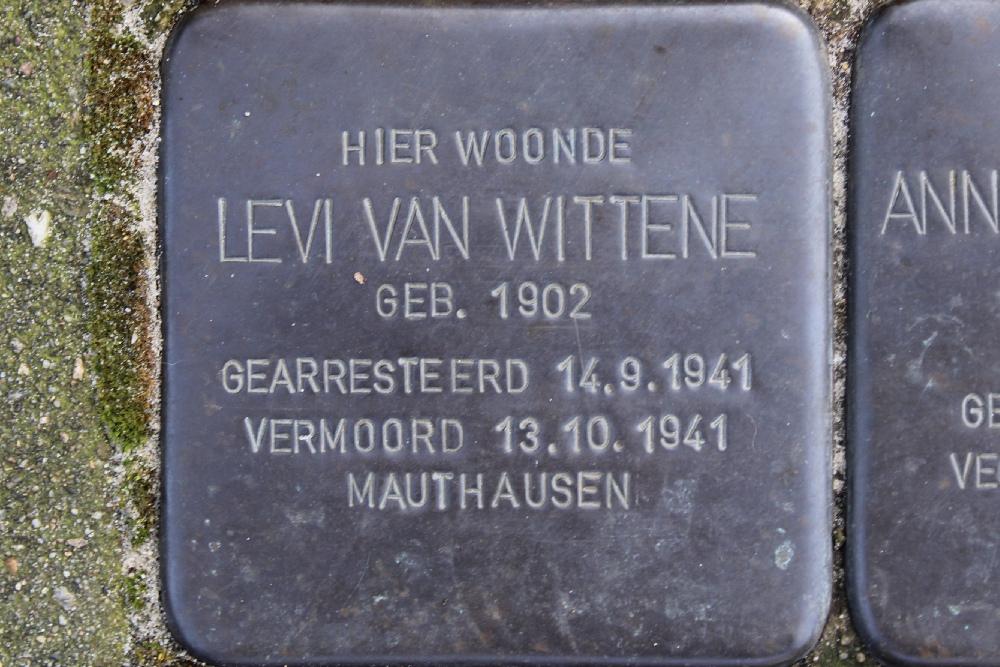 HIER WOONDE
LEVI VAN WITTENE
GEB. 1902
GEARRESTEERD 14.9.1941
VERMOORD 13.10.1941
MAUTHAUSEN